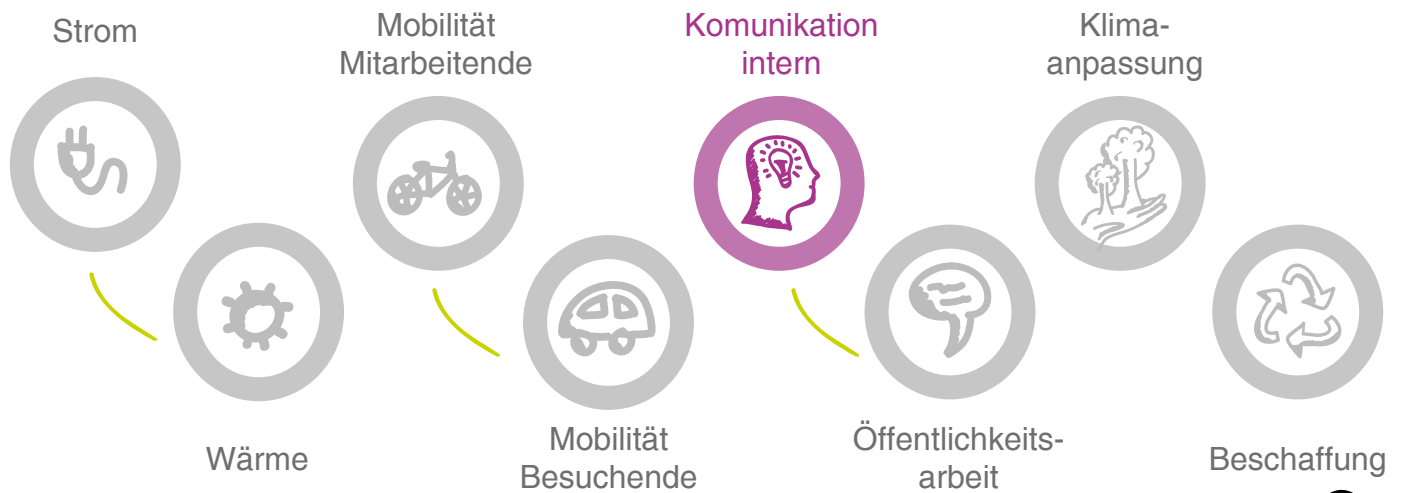 Strom
Mobilität
Mitarbeitende
Komunikation
intern
Klima-
anpassung
Wärme
Mobilität
Besuchende
Öffentlichkeits-
arbeit
Beschaffung